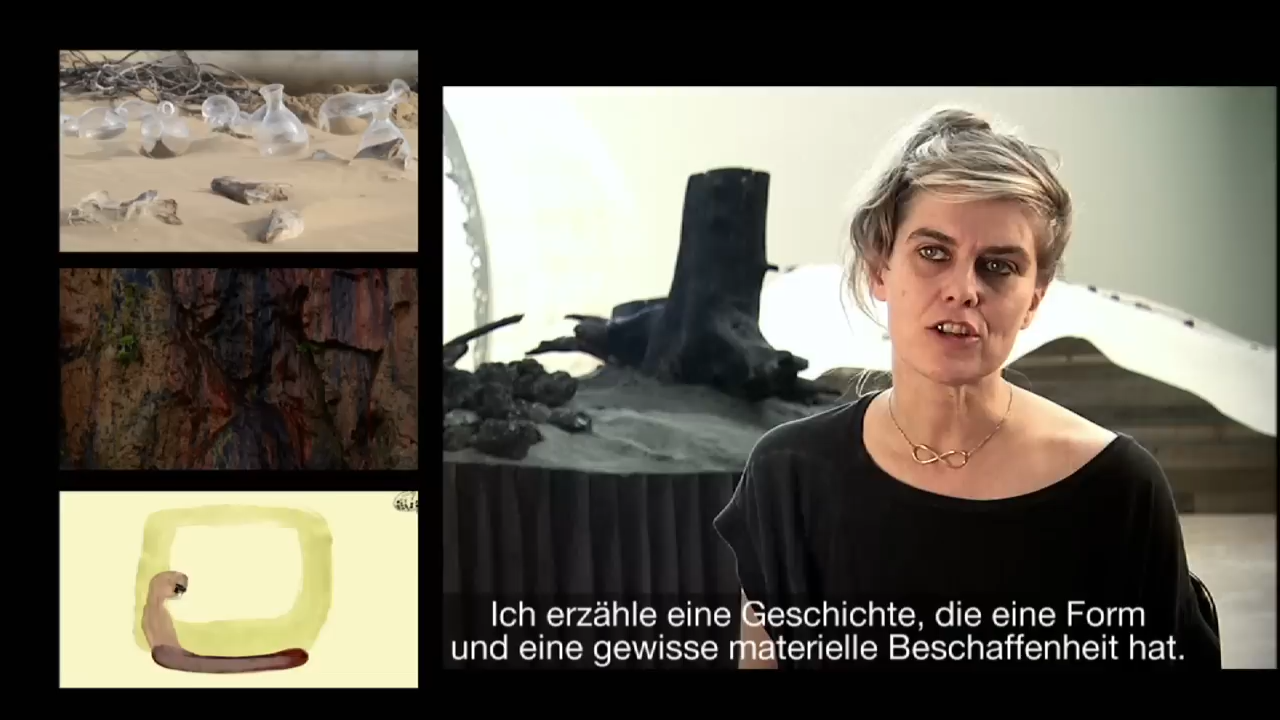 Ich erzähle eine Geschichte, die eine Form
und eine gewisse materielle Beschaffenheit hat.